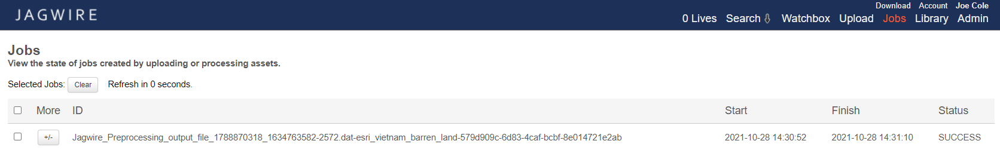 JAGWIRE
Download Account Joe Cole
0 Lives Search Watchbox Upload Jobs Library Admin
Jobs
View the state of jobs created by uploading or processing assets.
Selected Jobs: Clear Refresh in 0 seconds.
More ID Start Finish Status
+/- Jagwire_Preprocessing_output_file_1788870318_1634763582-2572.dat-esri_vietnam_barren_land-579d909c-6d83-4caf-bcbf-8e014721e2ab 2021-10-28 14:30:52 2021-10-28 14:31:10 SUCCESS